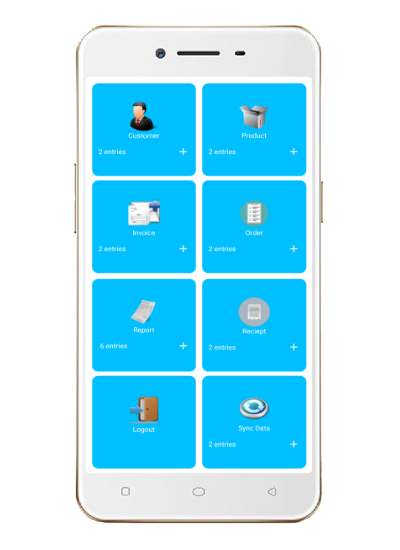 Customer
2 entries +
Product
2 entries +
Invoice
2 entries +
Order
2 entries +
Report
6 entries +
Reciept
2 entries +
Logout
Sync Data
2 entries +